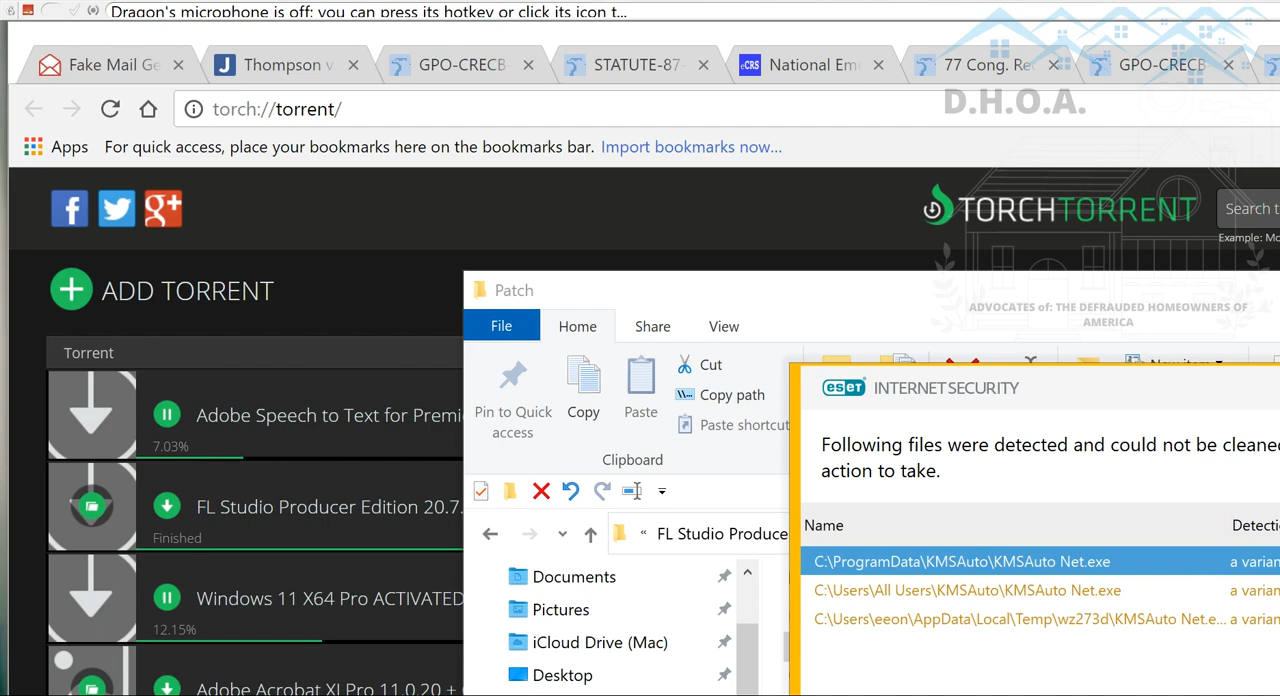 Dragon's microphone is off: you can press its hotkey or click its icon t...
Fake Mail Ge
Thompson v
GPO-CRECB-
STATUTE-87-
National Em
77 Cong. Rec
GPO-CRECB
D.H.O.A.
torch://torrent/
Apps For quick access, place your bookmarks here on the bookmarks bar. Import bookmarks now...
TORCHTORRENT
Search t
Example: Mo
ADD TORRENT
ADVOCATES of: THE DEFRAUDED HOMEOWNERS OF
AMERICA
Patch
File Home Share View
Torrent
Adobe Speech to Text for Premi
7.03%
FL Studio Producer Edition 20.7.
Finished
Windows 11 X64 Pro ACTIVATED
12.15%
Adobe Acrobat XI Pro 11.0.20 +
Pin to Quick
access
Copy
Paste
Cut
Copy path
Paste shortcut
Clipboard
New item
« FL Studio Produce
Documents
Pictures
iCloud Drive (Mac)
Desktop
eset INTERNET SECURITY
Following files were detected and could not be cleaned
action to take.
Name Detecti
C:\ProgramData\KMSAuto\KMSAuto Net.exe a varian
C:\Users\All Users\KMSAuto\KMSAuto Net.exe a varian
C:\Users\eeon\AppData\Local\Temp\wz273d\KMSAuto Net.e... a varian